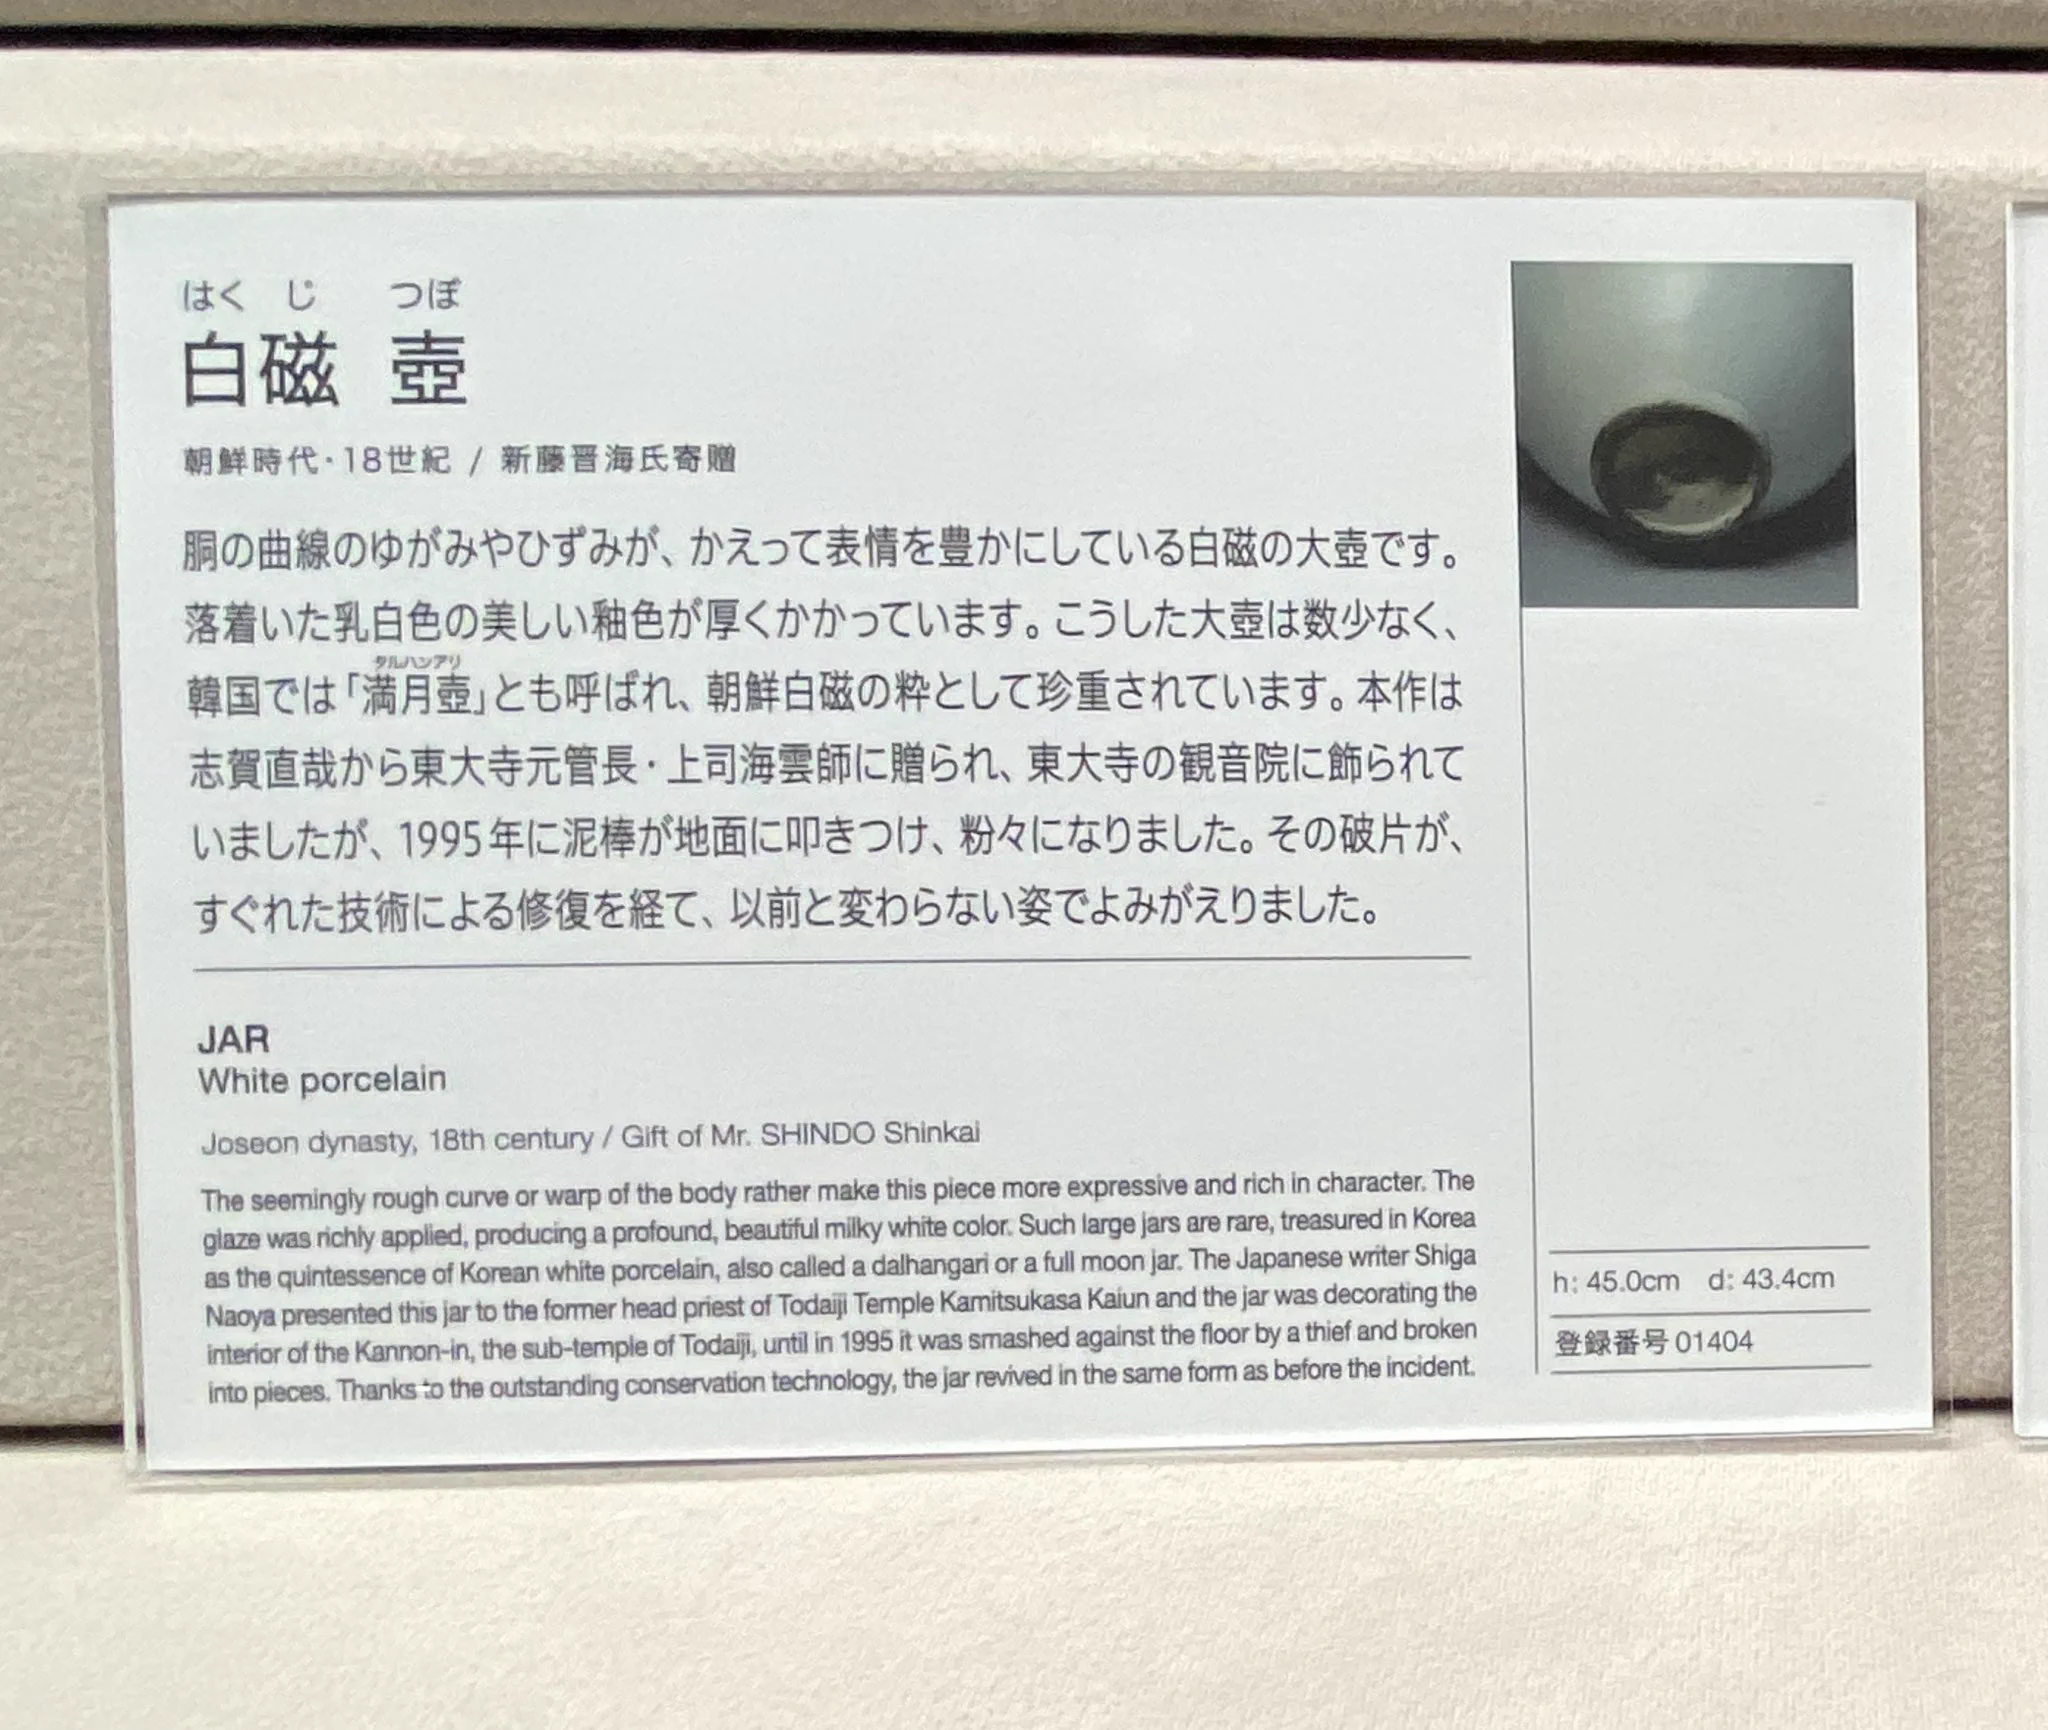 はく じ つぼ
白磁 壺
朝鮮時代・18世紀 / 新藤晋海氏寄贈
胴の曲線のゆがみやひずみが、かえって表情を豊かにしている白磁の大壺です。
落着いた乳白色の美しい釉色が厚くかかっています。こうした大壺は数少なく、
タルハンアリ
韓国では「満月壺」とも呼ばれ、朝鮮白磁の粋として珍重されています。本作は
志賀直哉から東大寺元管長・上司海雲師に贈られ、東大寺の観音院に飾られて
いましたが、1995年に泥棒が地面に叩きつけ、粉々になりました。その破片が、
すぐれた技術による修復を経て、以前と変わらない姿でよみがえりました。
JAR
White porcelain
Joseon dynasty, 18th century / Gift of Mr. SHINDO Shinkai
The seemingly rough curve or warp of the body rather make this piece more expressive and rich in character. The
glaze was richly applied, producing a profound, beautiful milky white color. Such large jars are rare, treasured in Korea
as the quintessence of Korean white porcelain, also called a dalhangari or a full moon jar. The Japanese writer Shiga
Naoya presented this jar to the former head priest of Todaiji Temple Kamitsukasa Kaiun and the jar was decorating the
interior of the Kannon-in, the sub-temple of Todaiji, until in 1995 it was smashed against the floor by a thief and broken
into pieces. Thanks to the outstanding conservation technology, the jar revived in the same form as before the incident.
h: 45.0cm d: 43.4cm
登録番号 01404